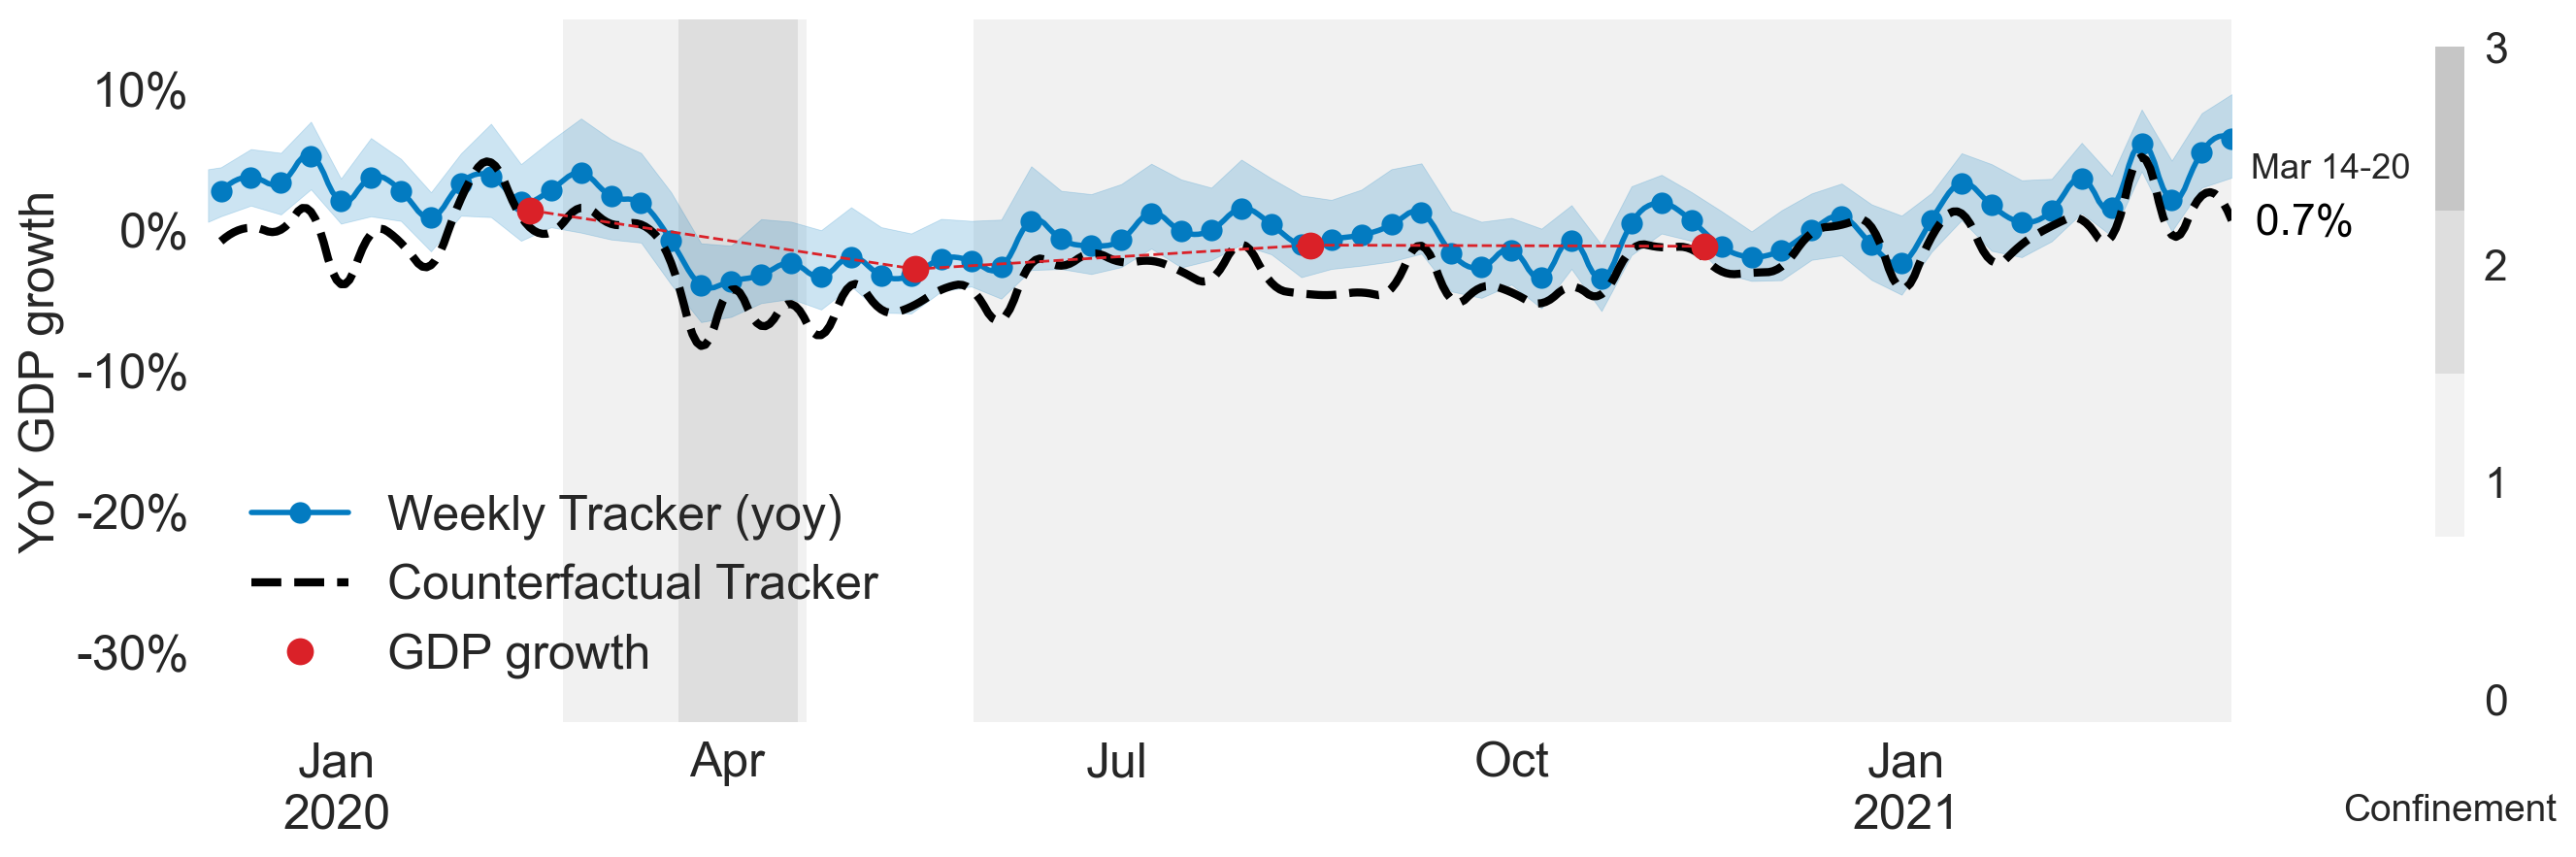 YoY GDP growth
10%
0%
-10%
-20%
-30%
Weekly Tracker (yoy)
Counterfactual Tracker
GDP growth
Jan
2020
Apr
Jul
Oct
Jan
2021
Mar 14-20
0.7%
3
2
1
0
Confinement